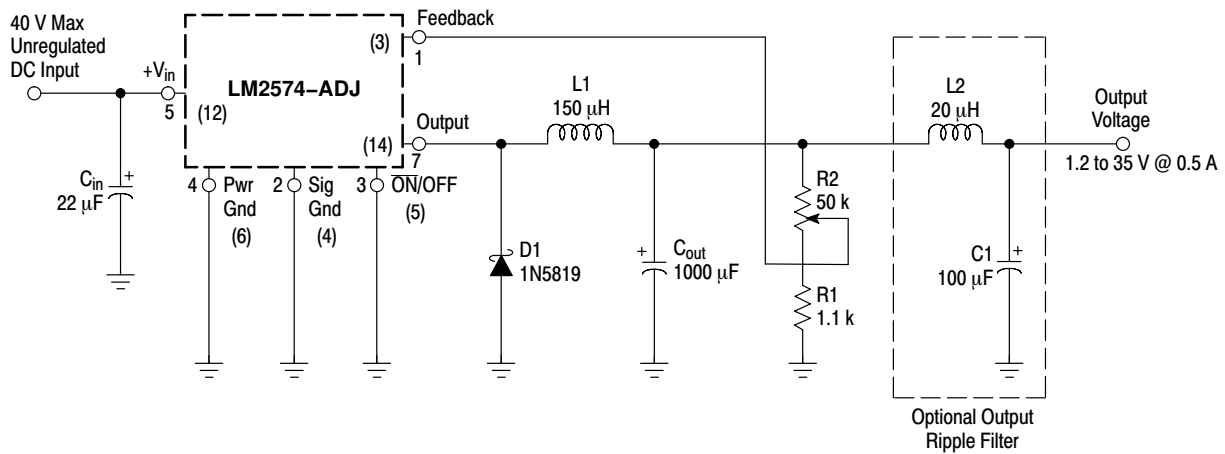 40 V Max
Unregulated
DC Input
+Vin
5
(12)
Cin
22 μF
+
LM2574–ADJ
(3)
Feedback
1
(14)
Output
7
4
Pwr
Gnd
(6)
2
Sig
Gnd
(4)
3
ON/OFF
(5)
D1
1N5819
L1
150 μH
+
Cout
1000 μF
R2
50 k
R1
1.1 k
L2
20 μH
+
C1
100 μF
Output
Voltage
1.2 to 35 V @ 0.5 A
Optional Output
Ripple Filter